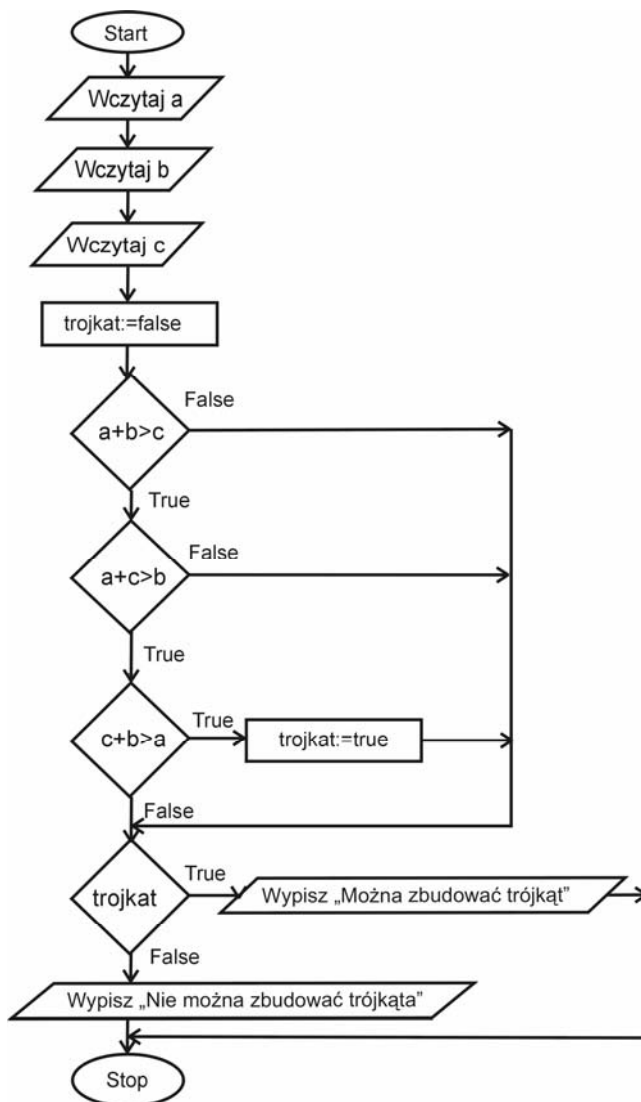 Start
Wczytaj a
Wczytaj b
Wczytaj c
trojkat:=false
False
a+b>c
True
False
a+c>b
True
True
c+b>a
trojkat:=true
False
True
trojkat
Wypisz „Można zbudować trójkąt”
False
Wypisz „Nie można zbudować trójkąta”
Stop